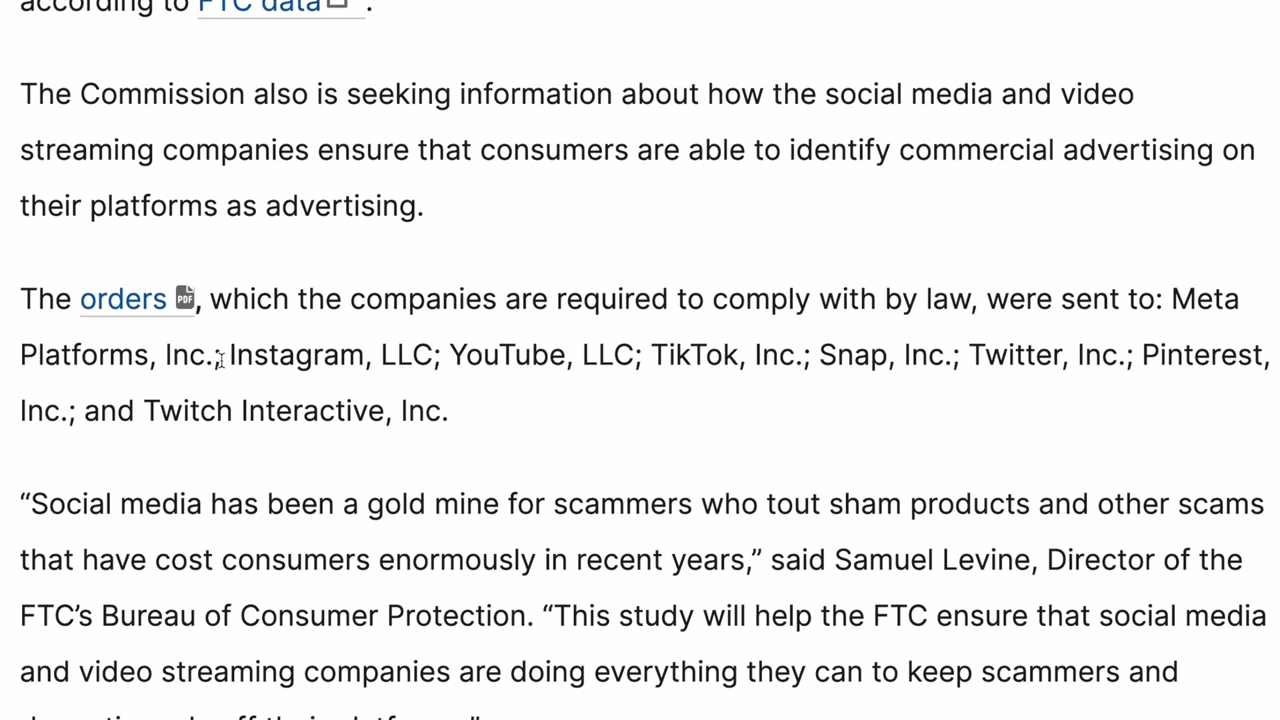 according to FTC data .
The Commission also is seeking information about how the social media and video
streaming companies ensure that consumers are able to identify commercial advertising on
their platforms as advertising.
The orders PDF, which the companies are required to comply with by law, were sent to: Meta
Platforms, Inc.; Instagram, LLC; YouTube, LLC; TikTok, Inc.; Snap, Inc.; Twitter, Inc.; Pinterest,
Inc.; and Twitch Interactive, Inc.
“Social media has been a gold mine for scammers who tout sham products and other scams
that have cost consumers enormously in recent years,” said Samuel Levine, Director of the
FTC’s Bureau of Consumer Protection. “This study will help the FTC ensure that social media
and video streaming companies are doing everything they can to keep scammers and